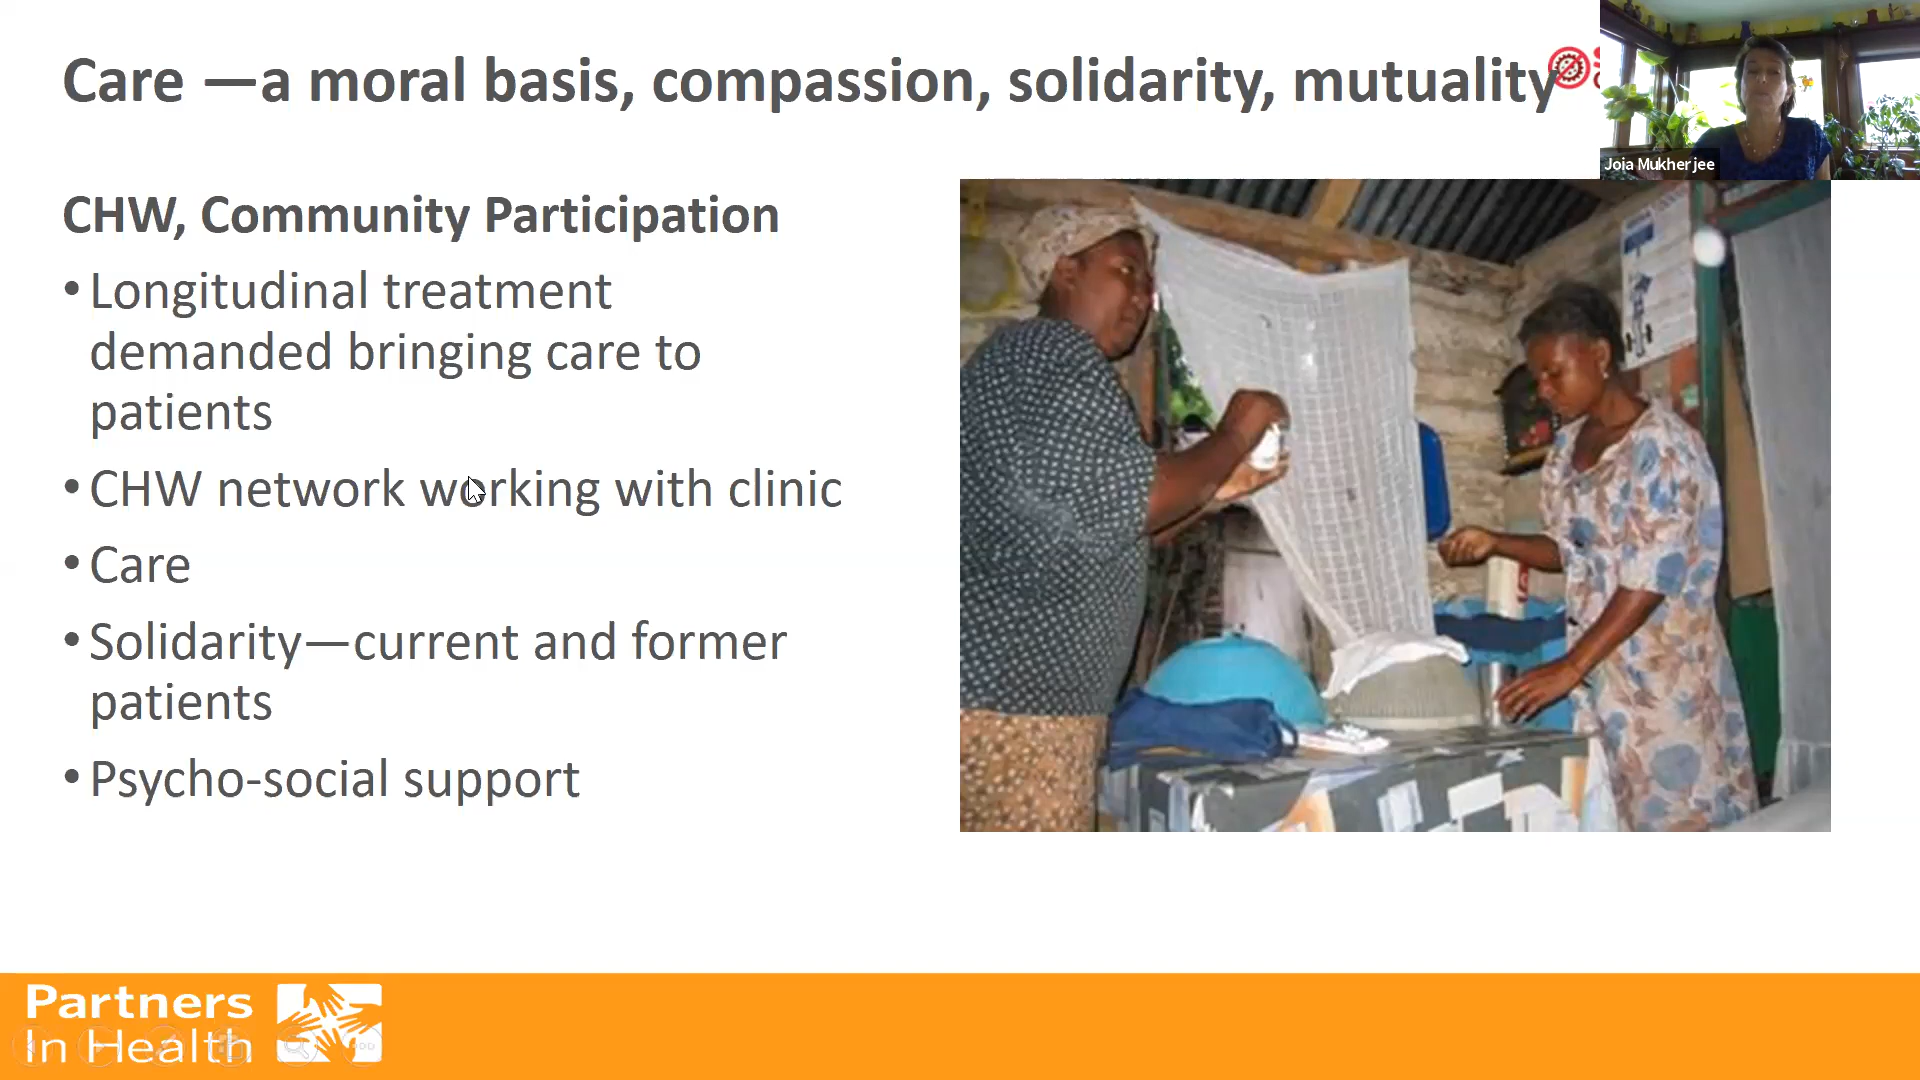 Care —a moral basis, compassion, solidarity, mutuality
Joia Mukherjee
CHW, Community Participation
• Longitudinal treatment
demanded bringing care to
patients
• CHW network working with clinic
• Care
• Solidarity—current and former
patients
• Psycho-social support
Partners
In Health